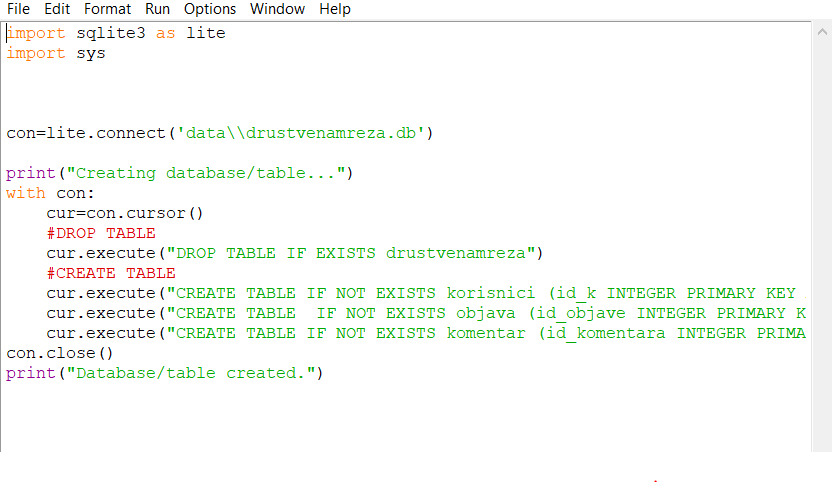 File Edit Format Run Options Window Help
import sqlite3 as lite
import sys
con=lite.connect('data\\drustvenamreza.db')
print("Creating database/table...")
with con:
    cur=con.cursor()
    #DROP TABLE
    cur.execute("DROP TABLE IF EXISTS drustvenamreza")
    #CREATE TABLE
    cur.execute("CREATE TABLE IF NOT EXISTS korisnici (id_k INTEGER PRIMARY KEY
    cur.execute("CREATE TABLE  IF NOT EXISTS objava (id_objave INTEGER PRIMARY K
    cur.execute("CREATE TABLE IF NOT EXISTS komentar (id_komentara INTEGER PRIMA
con.close()
print("Database/table created.")